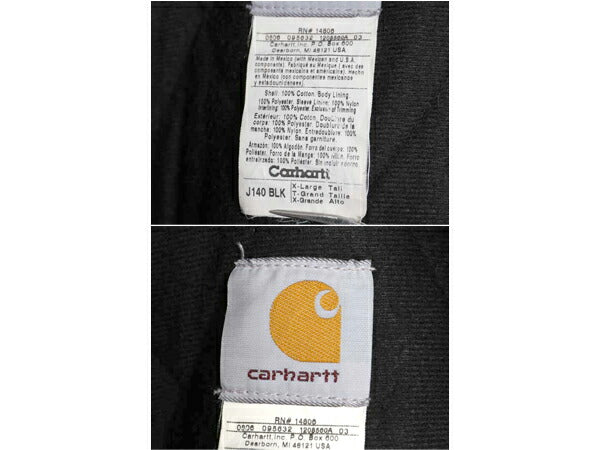 RN# 14806
0606 095632 1208560A 03
Carhartt,Inc. P.O. Box 600
Dearborn, MI 48121 USA
Made in Mexico (with Mexican and U.S.
components). Fabriqué au Mexique ( avec des
composants mexicains et américains). Hecho
en México (con componentes mexicanos
y estadounidenses)
Shell: 100% Cotton. Body Lining
100% Polyester, Sleeve Lining: 100% Nylon
Interlining: 100% Polyester, Exclusive of Trimming
Extérieur: 100% Coton, Doublure du
corps: 100% Polyester. Doublure de la
manche: 100% Nylon. Entredoublure: 100%
Polyester. Sans garniture.
Armazón: 100% Algodón. Forro del cuerpo: 100%
Poliéster. Forro de la Manga: 100% Nylon. Forro
entrelizado: 100% Poliéster. Sin incluir
Carhartt
J140 BLK
X-Large Tall
T-Grand Taille
X-Grande Alto
carhartt
RN# 14806
0606 095632 1208560A 03
Carhartt,Inc. P.O. Box 600
Dearborn, MI 48121 USA